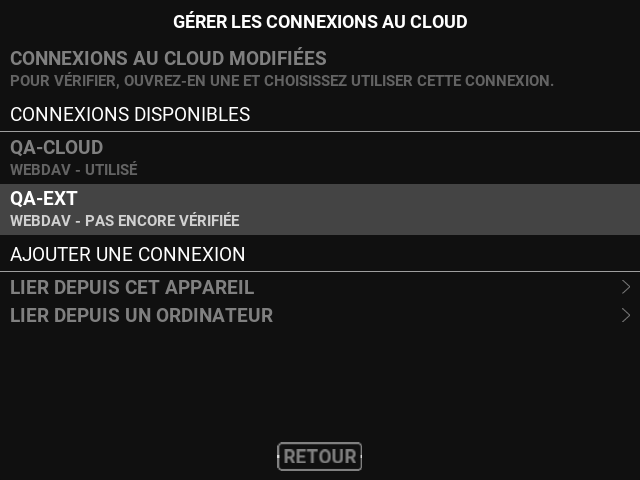 GÉRER LES CONNEXIONS AU CLOUD
CONNEXIONS AU CLOUD MODIFIÉES
POUR VÉRIFIER, OUVREZ-EN UNE ET CHOISISSEZ UTILISER CETTE CONNEXION.
CONNEXIONS DISPONIBLES
QA-CLOUD
WEBDAV - UTILISÉ
QA-EXT
WEBDAV - PAS ENCORE VÉRIFIÉE
AJOUTER UNE CONNEXION
LIER DEPUIS CET APPAREIL
LIER DEPUIS UN ORDINATEUR
RETOUR